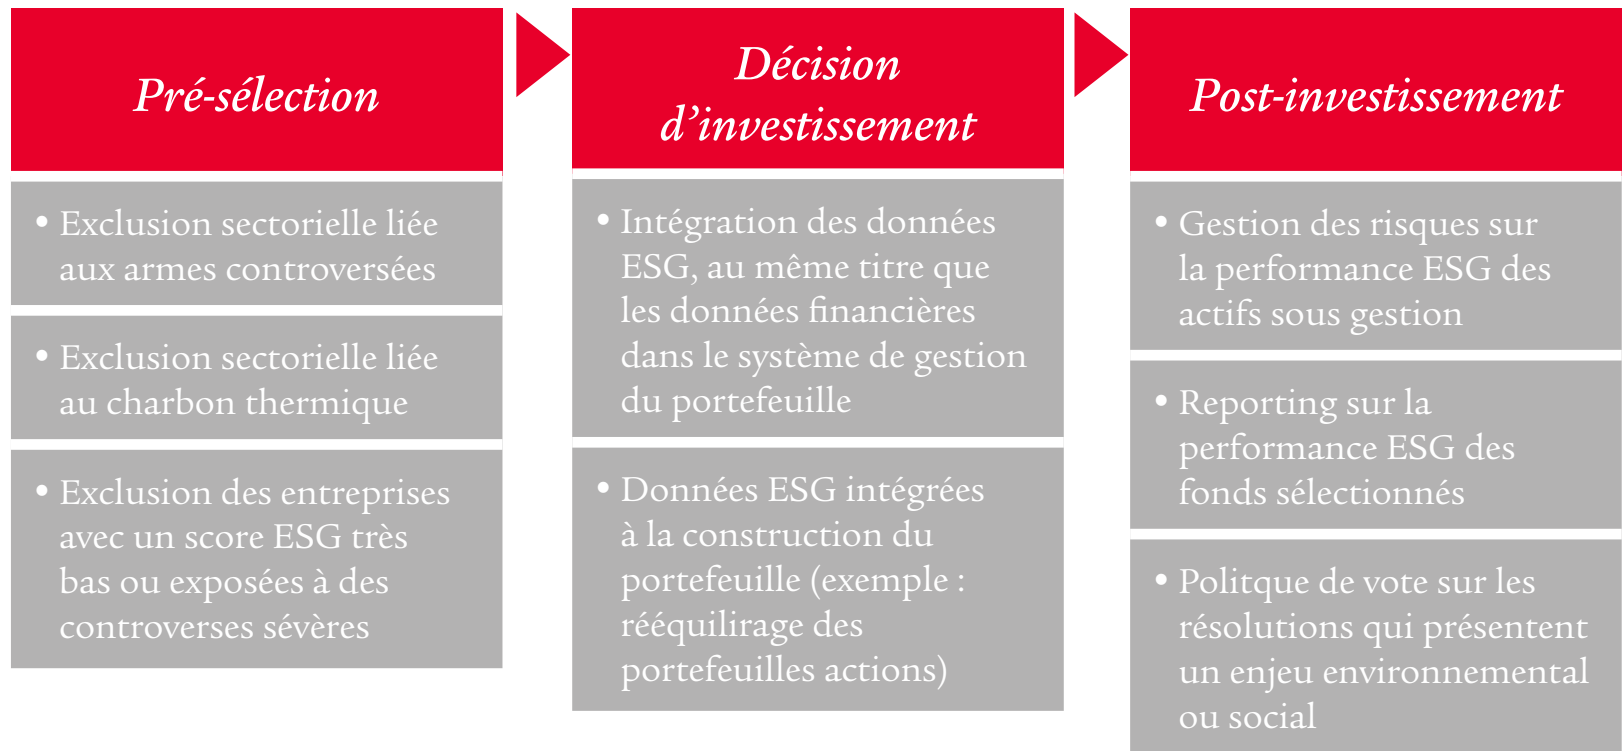 Pré-sélection
• Exclusion sectorielle liée
aux armes controversées
• Exclusion sectorielle liée
au charbon thermique
• Exclusion des entreprises
avec un score ESG très
bas ou exposées à des
controverses sévères
Décision
d’investissement
• Intégration des données
ESG, au même titre que
les données financières
dans le système de gestion
du portefeuille
• Données ESG intégrées
à la construction du
portefeuille (exemple :
rééquilirage des
portefeuilles actions)
Post-investissement
• Gestion des risques sur
la performance ESG des
actifs sous gestion
• Reporting sur la
performance ESG des
fonds sélectionnés
• Politque de vote sur les
résolutions qui présentent
un enjeu environnemental
ou social